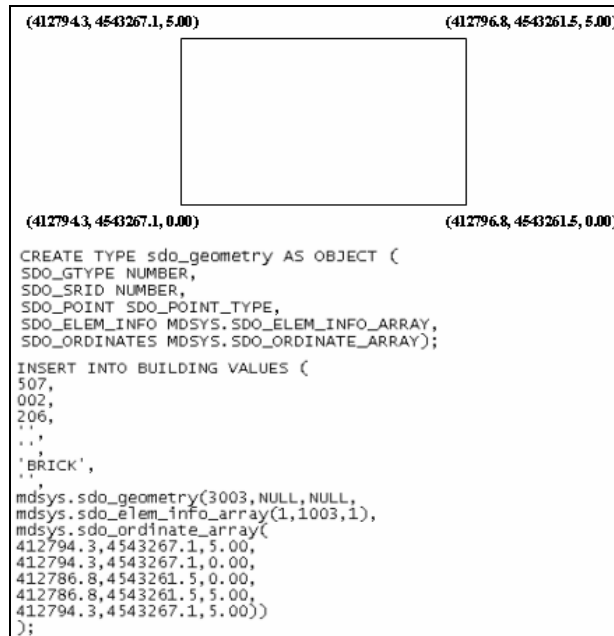 (412794.3, 4543267.1, 5.00) (412796.8, 4543261.5, 5.00)
(412794.3, 4543267.1, 0.00) (412796.8, 4543261.5, 0.00)
CREATE TYPE sdo_geometry AS OBJECT (
SDO_GTYPE NUMBER,
SDO_SRID NUMBER,
SDO_POINT SDO_POINT_TYPE,
SDO_ELEM_INFO MDSYS.SDO_ELEM_INFO_ARRAY,
SDO_ORDINATES MDSYS.SDO_ORDINATE_ARRAY);
INSERT INTO BUILDING VALUES (
507,
002,
206,
'',
'',
'BRICK',
'',
mdsys.sdo_geometry(3003,NULL,NULL,
mdsys.sdo_elem_info_array(1,1003,1),
mdsys.sdo_ordinate_array(
412794.3,4543267.1,5.00,
412794.3,4543267.1,0.00,
412786.8,4543261.5,0.00,
412786.8,4543261.5,5.00,
412794.3,4543267.1,5.00))
);